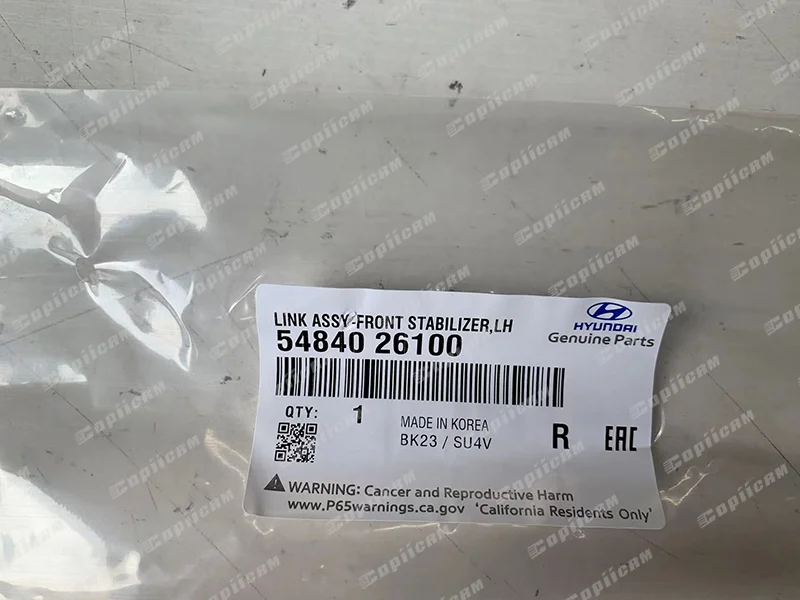 LINK ASSY-FRONT STABILIZER,LH
54840 26100
HYUNDAI
Genuine Parts
QTY: 1
MADE IN KOREA
BK23 / SU4V
R
EAC
WARNING: Cancer and Reproductive Harm
www.P65warnings.ca.gov 'California Residents Only'
CopiicAM